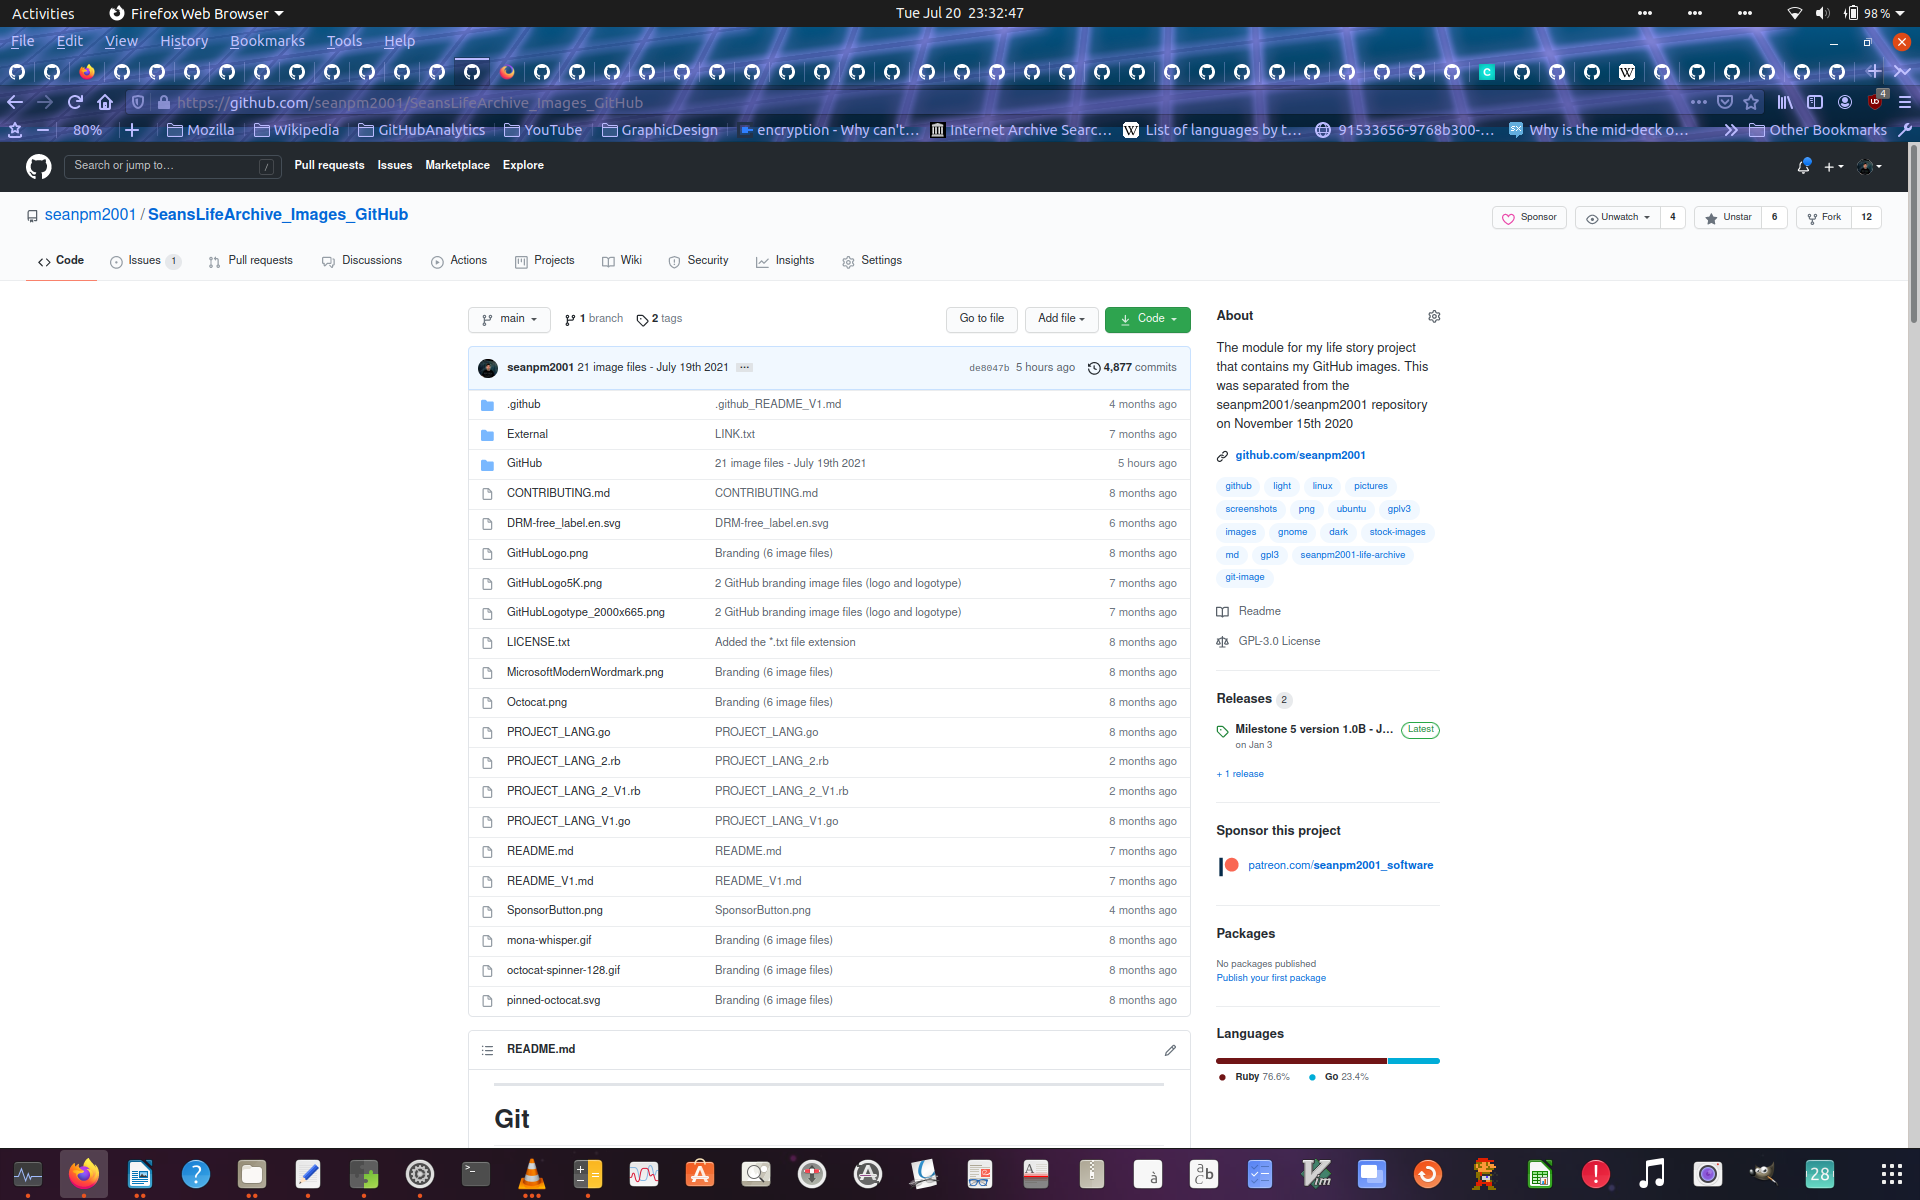 Activities Firefox Web Browser Tue Jul 20 23:32:47 98 %
File Edit View History Bookmarks Tools Help
https://github.com/seanpm2001/SeansLifeArchive_Images_GitHub 4
80% Mozilla Wikipedia GitHubAnalytics YouTube GraphicDesign encryption - Why can't… Internet Archive Searc… List of languages by t… 91533656-9768b300-… Why is the mid-deck o… Other Bookmarks
Search or jump to… / Pull requests Issues Marketplace Explore
seanpm2001 / SeansLifeArchive_Images_GitHub Sponsor Unwatch 4 Unstar 6 Fork 12
Code Issues 1 Pull requests Discussions Actions Projects Wiki Security Insights Settings
main 1 branch 2 tags Go to file Add file Code
seanpm2001 21 image files - July 19th 2021 de8047b 5 hours ago 4,877 commits
.github .github_README_V1.md 4 months ago
External LINK.txt 7 months ago
GitHub 21 image files - July 19th 2021 5 hours ago
CONTRIBUTING.md CONTRIBUTING.md 8 months ago
DRM-free_label.en.svg DRM-free_label.en.svg 6 months ago
GitHubLogo.png Branding (6 image files) 8 months ago
GitHubLogo5K.png 2 GitHub branding image files (logo and logotype) 7 months ago
GitHubLogotype_2000x665.png 2 GitHub branding image files (logo and logotype) 7 months ago
LICENSE.txt Added the *.txt file extension 8 months ago
MicrosoftModernWordmark.png Branding (6 image files) 8 months ago
Octocat.png Branding (6 image files) 8 months ago
PROJECT_LANG.go PROJECT_LANG.go 8 months ago
PROJECT_LANG_2.rb PROJECT_LANG_2.rb 2 months ago
PROJECT_LANG_2_V1.rb PROJECT_LANG_2_V1.rb 2 months ago
PROJECT_LANG_V1.go PROJECT_LANG_V1.go 8 months ago
README.md README.md 7 months ago
README_V1.md README_V1.md 7 months ago
SponsorButton.png SponsorButton.png 4 months ago
mona-whisper.gif Branding (6 image files) 8 months ago
octocat-spinner-128.gif Branding (6 image files) 8 months ago
pinned-octocat.svg Branding (6 image files) 8 months ago
README.md
Git
About
The module for my life story project
that contains my GitHub images. This
was separated from the
seanpm2001/seanpm2001 repository
on November 15th 2020
github.com/seanpm2001
github light linux pictures
screenshots png ubuntu gplv3
images gnome dark stock-images
md gpl3 seanpm2001-life-archive
git-image
Readme
GPL-3.0 License
Releases 2
Milestone 5 version 1.0B - J… Latest
on Jan 3
+ 1 release
Sponsor this project
patreon.com/seanpm2001_software
Packages
No packages published
Publish your first package
Languages
Ruby 76.6% Go 23.4%
28